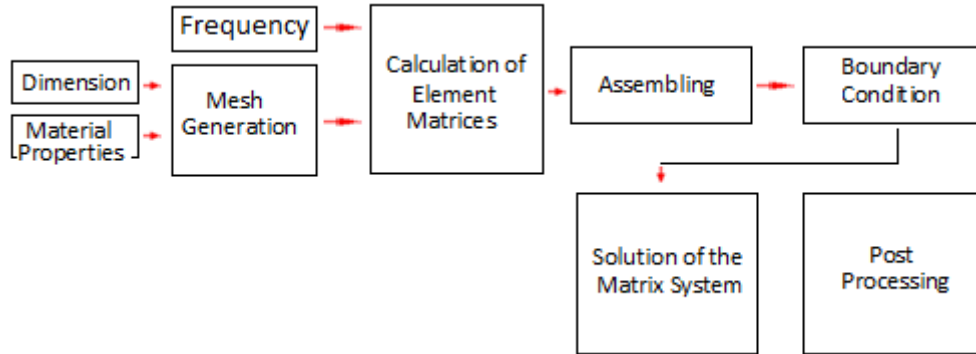 Frequency
Dimension
Material
Properties
Mesh
Generation
Calculation of
Element
Matrices
Assembling
Boundary
Condition
Solution of the
Matrix System
Post
Processing